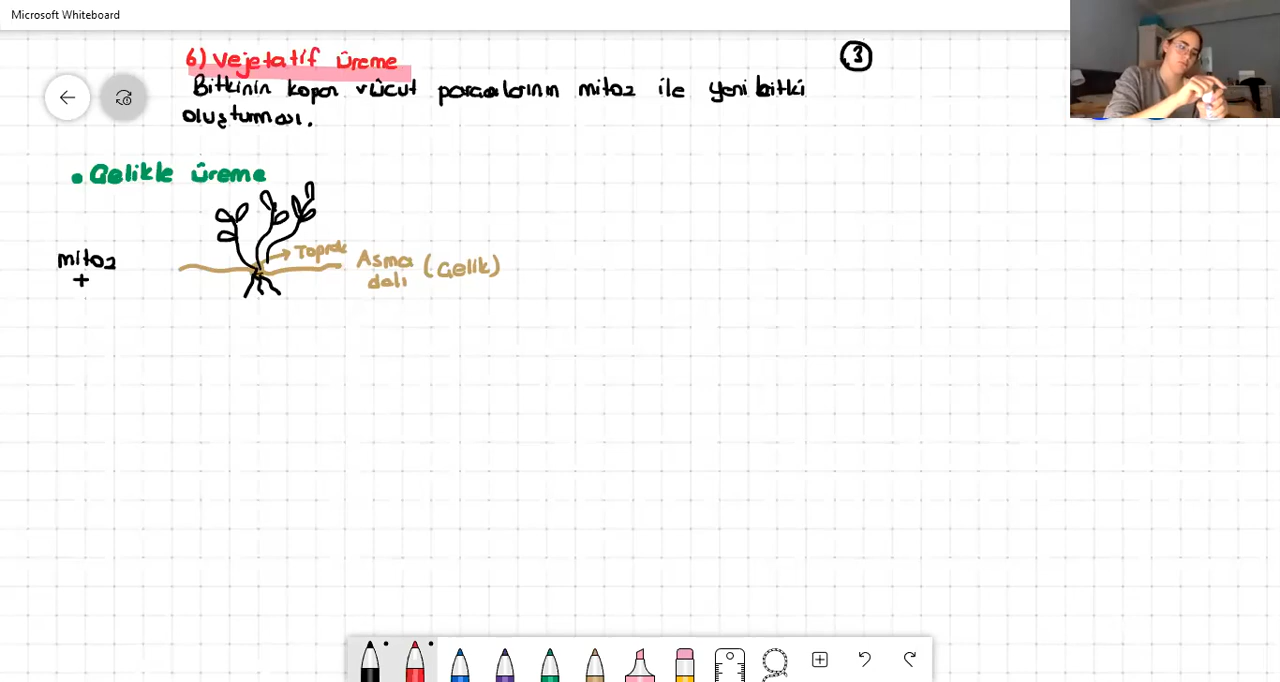 Microsoft Whiteboard
6) Vejetatif üreme
3
Bitkinin kopan vücut parçalarının mitoz ile yeni bitki
oluşturması.
• Çelikle üreme
Toprak
mitoz
+
Asma (Çelik)
dalı